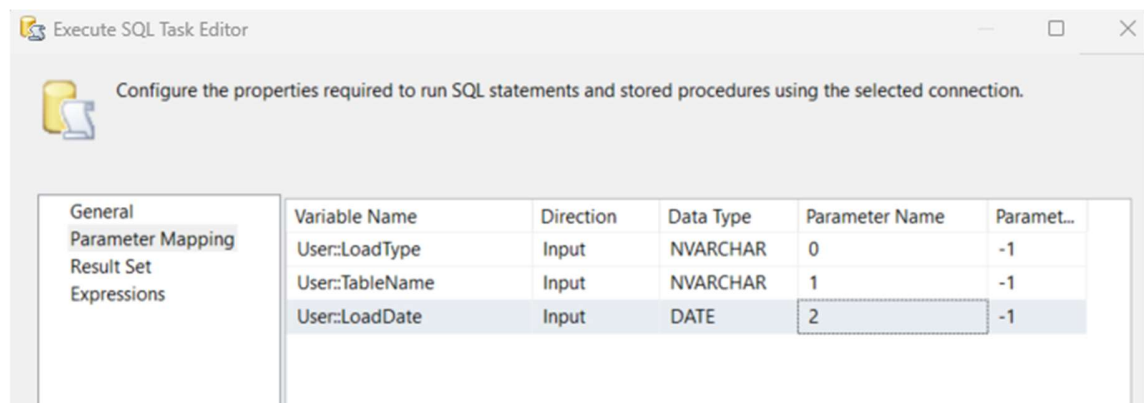 Execute SQL Task Editor
Configure the properties required to run SQL statements and stored procedures using the selected connection.
General
Parameter Mapping
Result Set
Expressions
Variable Name Direction Data Type Parameter Name Paramet...
User::LoadType Input NVARCHAR 0 -1
User::TableName Input NVARCHAR 1 -1
User::LoadDate Input DATE 2 -1